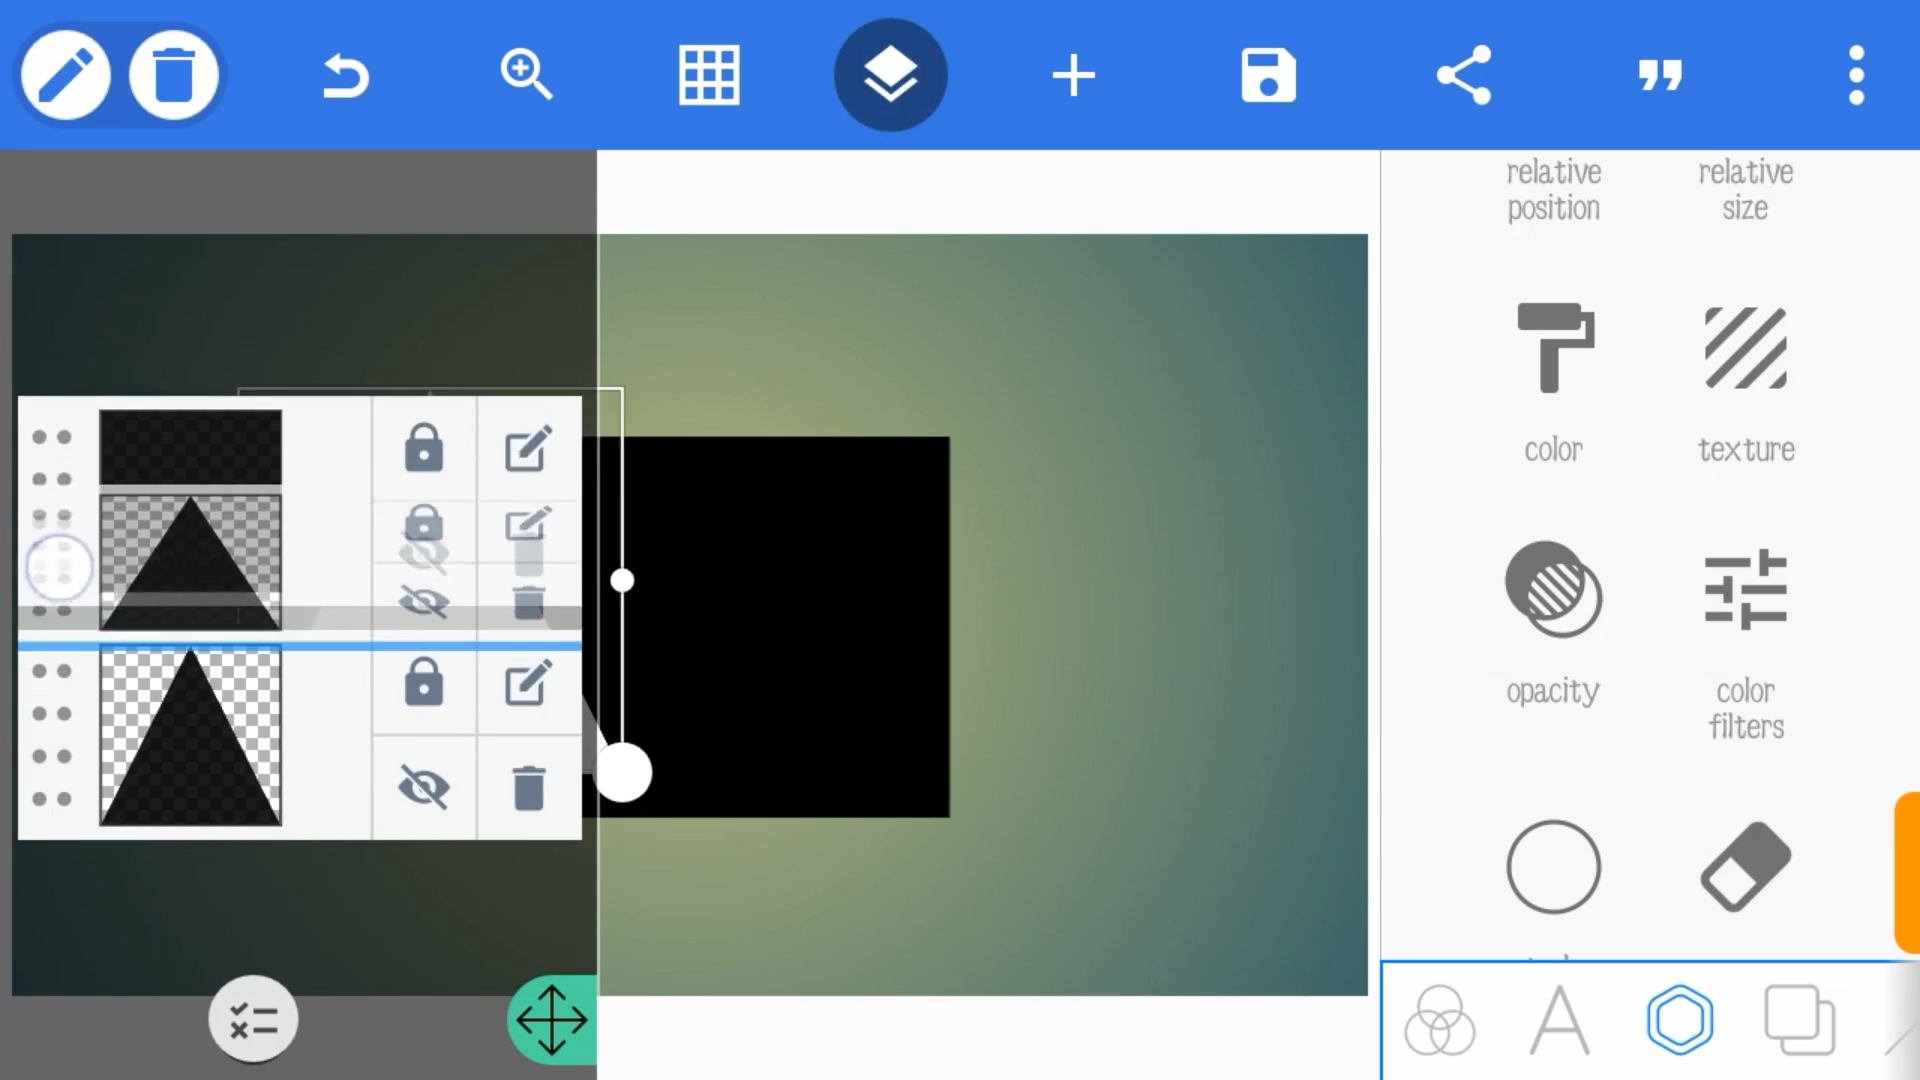 relative
position
relative
size
color
texture
opacity
color
filters